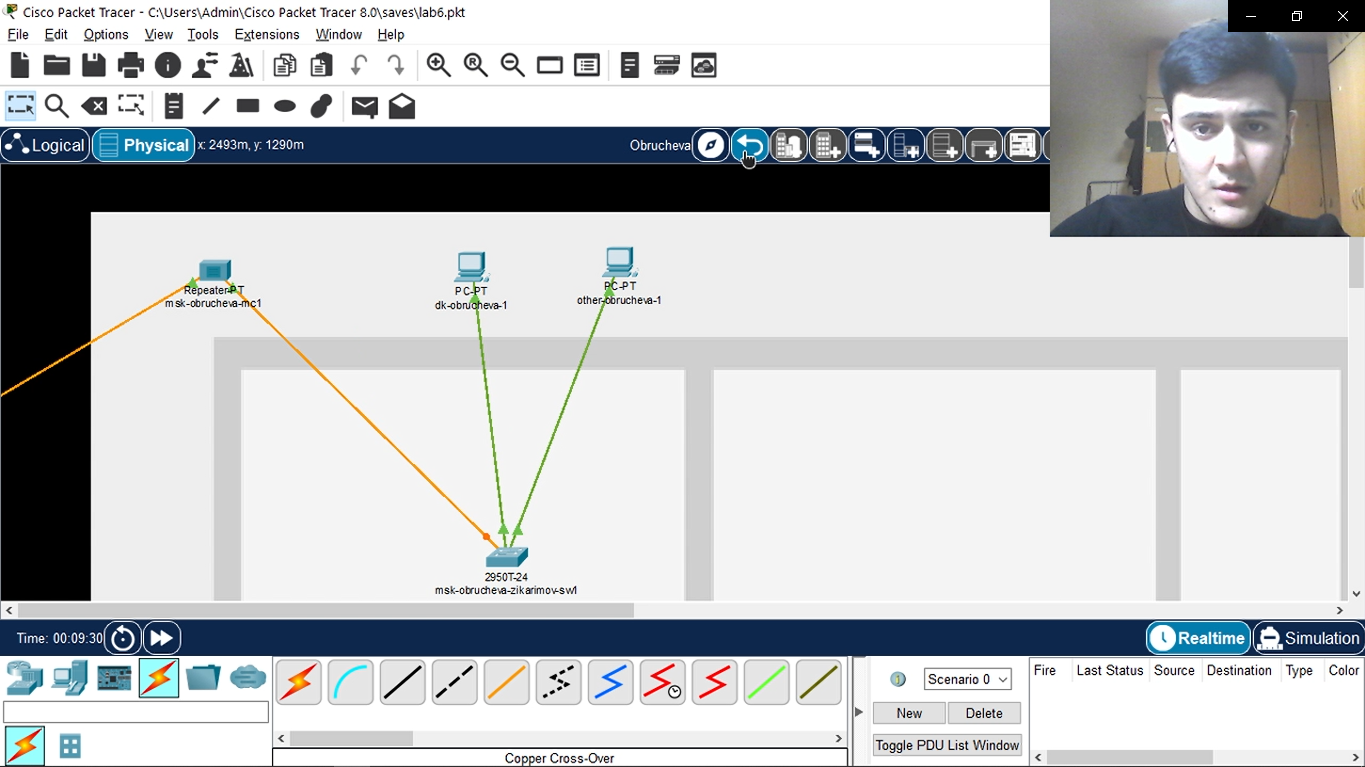 Cisco Packet Tracer - C:\Users\Admin\Cisco Packet Tracer 8.0\saves\lab6.pkt
File Edit Options View Tools Extensions Window Help
Logical Physical x: 2493m, y: 1290m Obrucheva
Repeater-PT
msk-obrucheva-mc1
PC-PT
dk-obrucheva-1
PC-PT
other-obrucheva-1
2950T-24
msk-obrucheva-zikarimov-sw1
Time: 00:09:30 Realtime Simulation
Scenario 0
New Delete
Toggle PDU List Window
Fire Last Status Source Destination Type Color
Copper Cross-Over